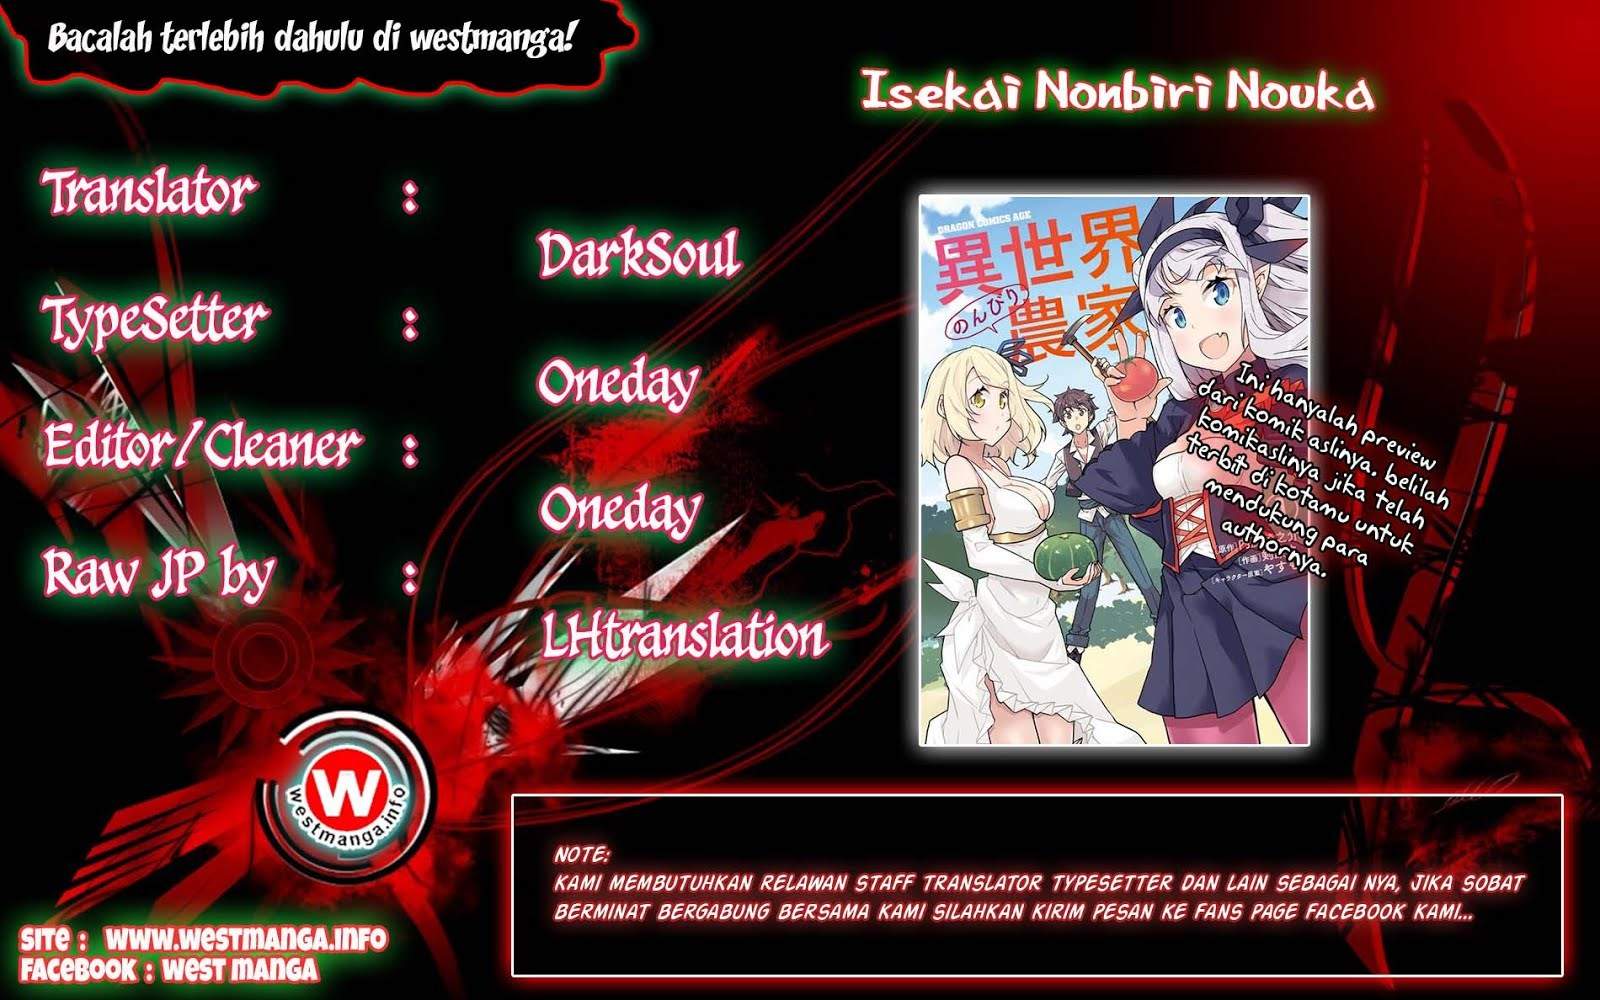 Bacalah terlebih dahulu di westmanga!
Isekai Nonbiri Nouka
Translator :
DarkSoul
TypeSetter :
Oneday
Editor/Cleaner :
Oneday
Raw JP by :
LHtranslation
DRAGON COMICS AGE
異世界
のんびり
農家
Ini hanyalah preview
dari komik aslinya. belilah
komikaslinya jika telah
terbit di kotamu untuk
mendukung para
authornya.
W
westmanga.info
NOTE:
KAMI MEMBUTUHKAN RELAWAN STAFF TRANSLATOR TYPESETTER DAN LAIN SEBAGAI NYA, JIKA SOBAT
BERMINAT BERGABUNG BERSAMA KAMI SILAHKAN KIRIM PESAN KE FANS PAGE FACEBOOK KAMI...
SITE : WWW.WESTMANGA.INFO
FACEBOOK : WEST MANGA